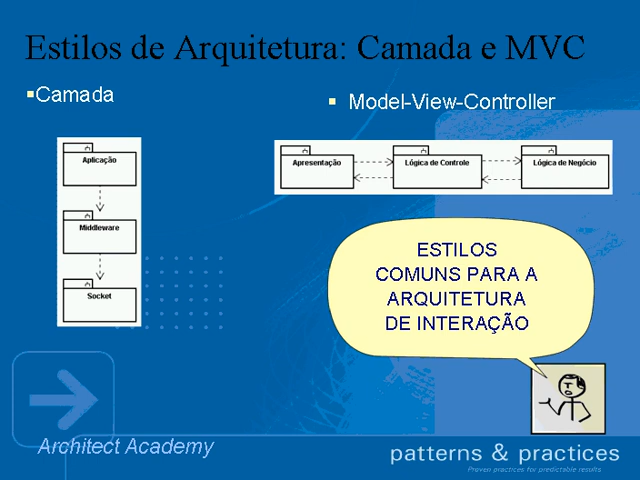 Estilos de Arquitetura: Camada e MVC
▪Camada
▪ Model-View-Controller
Aplicação
Middleware
Socket
Apresentação
Lógica de Controle
Lógica de Negócio
ESTILOS
COMUNS PARA A
ARQUITETURA
DE INTERAÇÃO
Architect Academy
patterns & practices
Proven practices for predictable results